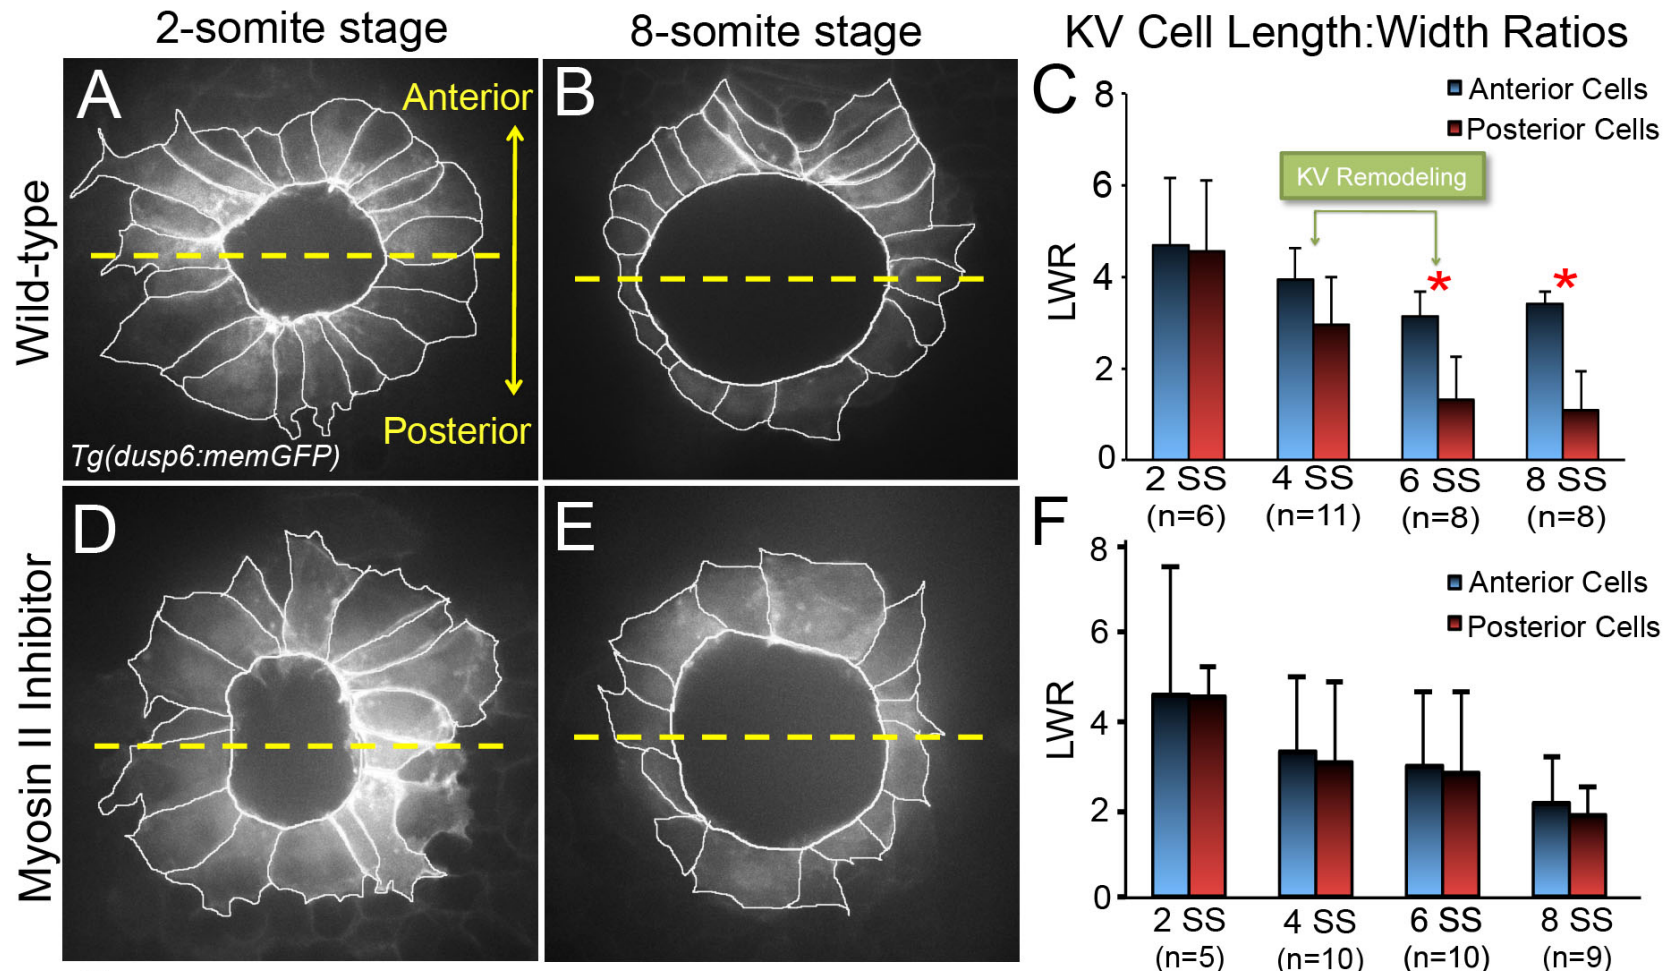 2-somite stage
8-somite stage
KV Cell Length:Width Ratios
Wild-type
A
Anterior
Posterior
Tg(dusp6:memGFP)
B
C
Anterior Cells
Posterior Cells
KV Remodeling
LWR
8
6
4
2
0
*
*
2 SS
4 SS
6 SS
8 SS
(n=6)
(n=11)
(n=8)
(n=8)
Myosin II Inhibitor
D
E
F
Anterior Cells
Posterior Cells
LWR
8
6
4
2
0
2 SS
4 SS
6 SS
8 SS
(n=5)
(n=10)
(n=10)
(n=9)